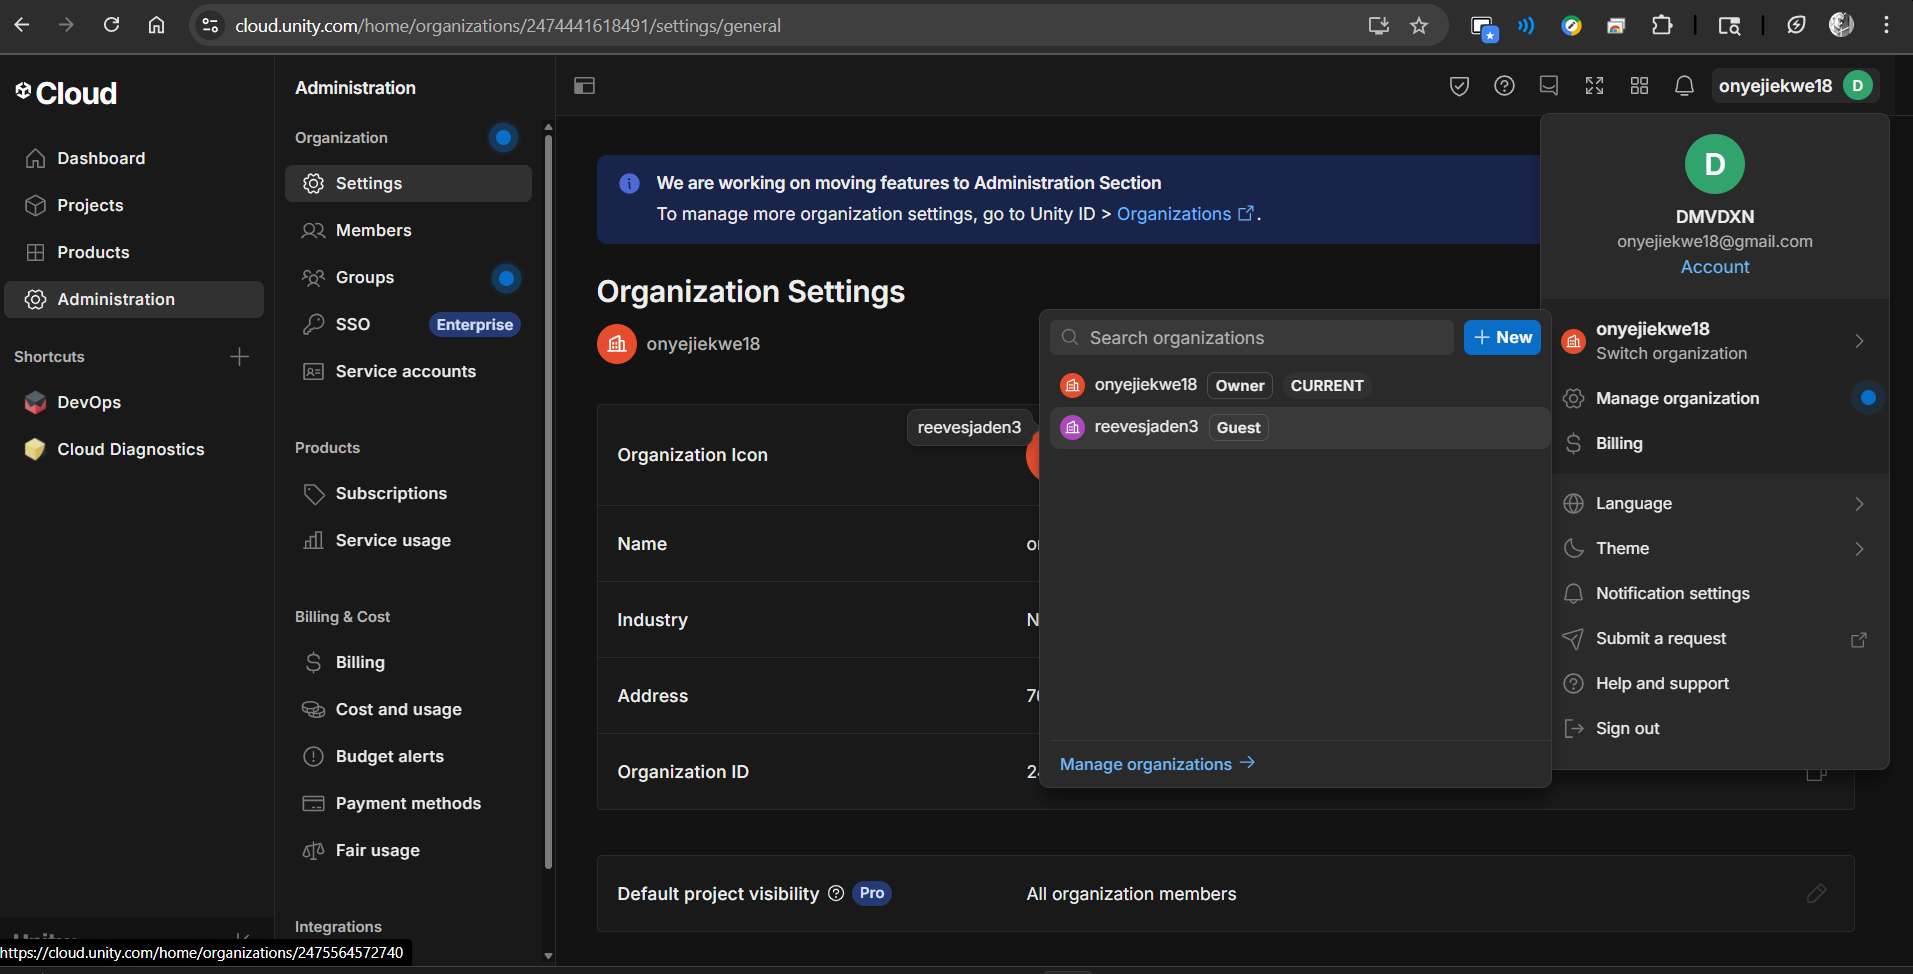 cloud.unity.com/home/organizations/2474441618491/settings/general
Cloud
Dashboard
Projects
Products
Administration
Shortcuts
DevOps
Cloud Diagnostics
https://cloud.unity.com/home/organizations/2475564572740
Administration
Organization
Settings
Members
Groups
SSO Enterprise
Service accounts
Products
Subscriptions
Service usage
Billing & Cost
Billing
Cost and usage
Budget alerts
Payment methods
Fair usage
Integrations
onyejiekwe18 D
We are working on moving features to Administration Section
To manage more organization settings, go to Unity ID > Organizations .
Organization Settings
onyejiekwe18
Organization Icon
reevesjaden3
Name
Industry
Address
Organization ID
Default project visibility Pro All organization members
Search organizations
+ New
onyejiekwe18 Owner CURRENT
reevesjaden3 Guest
Manage organizations →
D
DMVDXN
onyejiekwe18@gmail.com
Account
onyejiekwe18
Switch organization
Manage organization
Billing
Language
Theme
Notification settings
Submit a request
Help and support
Sign out